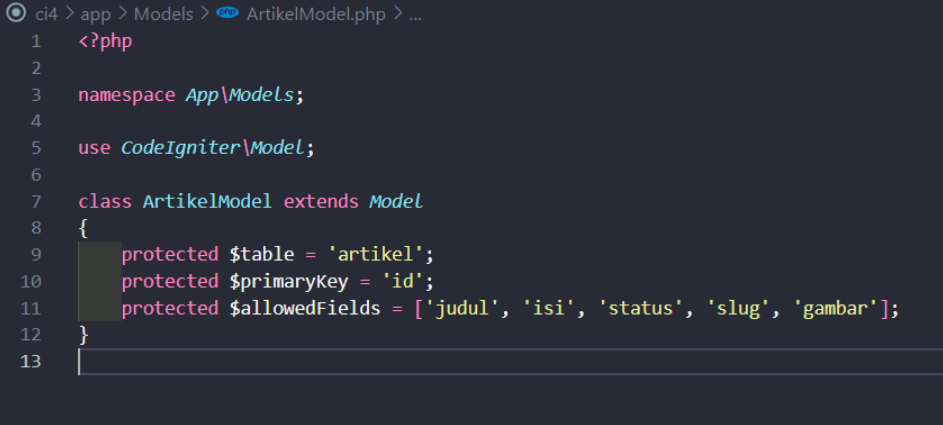 ci4 > app > Models > php ArtikelModel.php > ...
1 <?php
2
3 namespace App\Models;
4
5 use CodeIgniter\Model;
6
7 class ArtikelModel extends Model
8 {
9 protected $table = 'artikel';
10 protected $primaryKey = 'id';
11 protected $allowedFields = ['judul', 'isi', 'status', 'slug', 'gambar'];
12 }
13